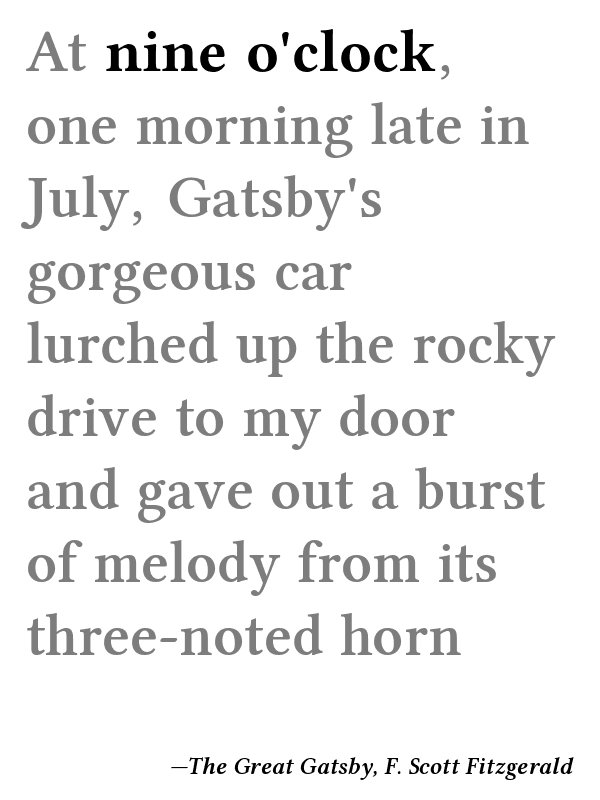 At nine o'clock,
one morning late in
July, Gatsby's
gorgeous car
lurched up the rocky
drive to my door
and gave out a burst
of melody from its
three-noted horn
—The Great Gatsby, F. Scott Fitzgerald